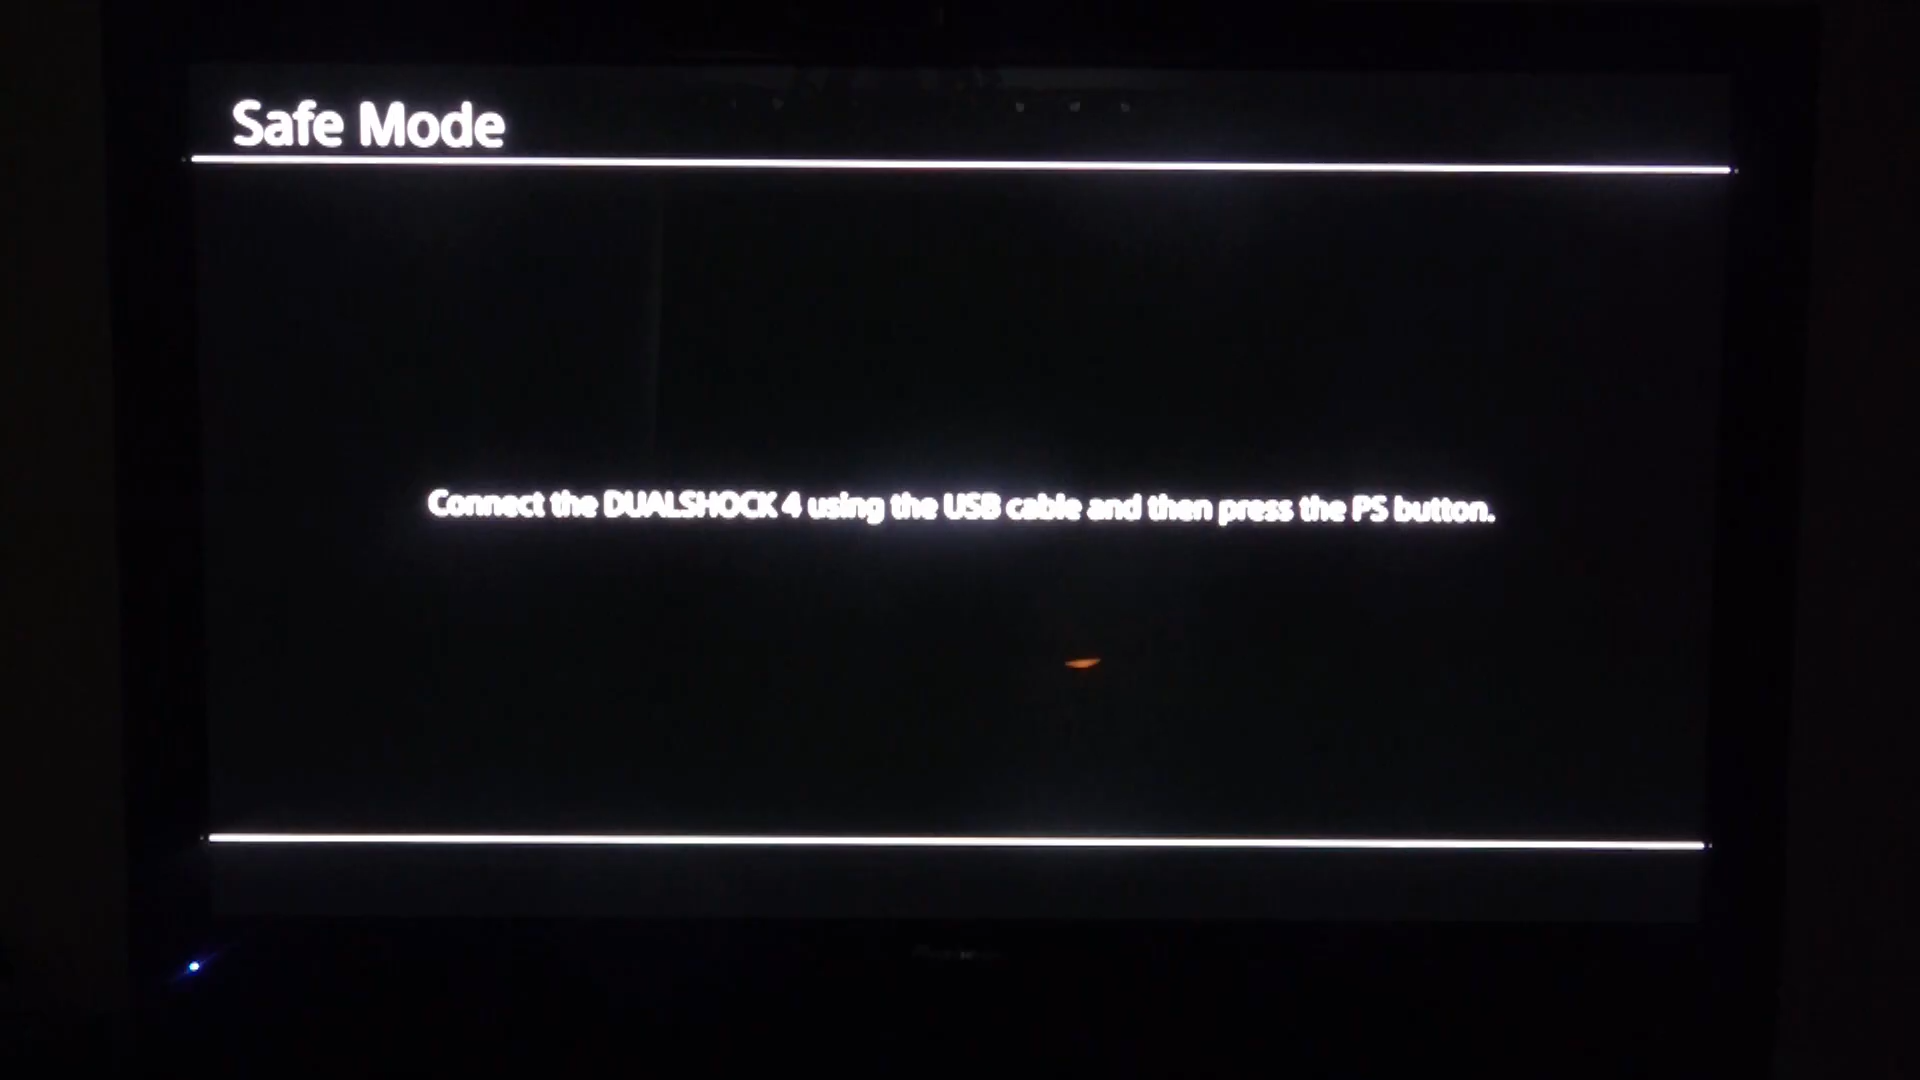 Safe Mode
Connect the DUALSHOCK 4 using the USB cable and then press the PS button.